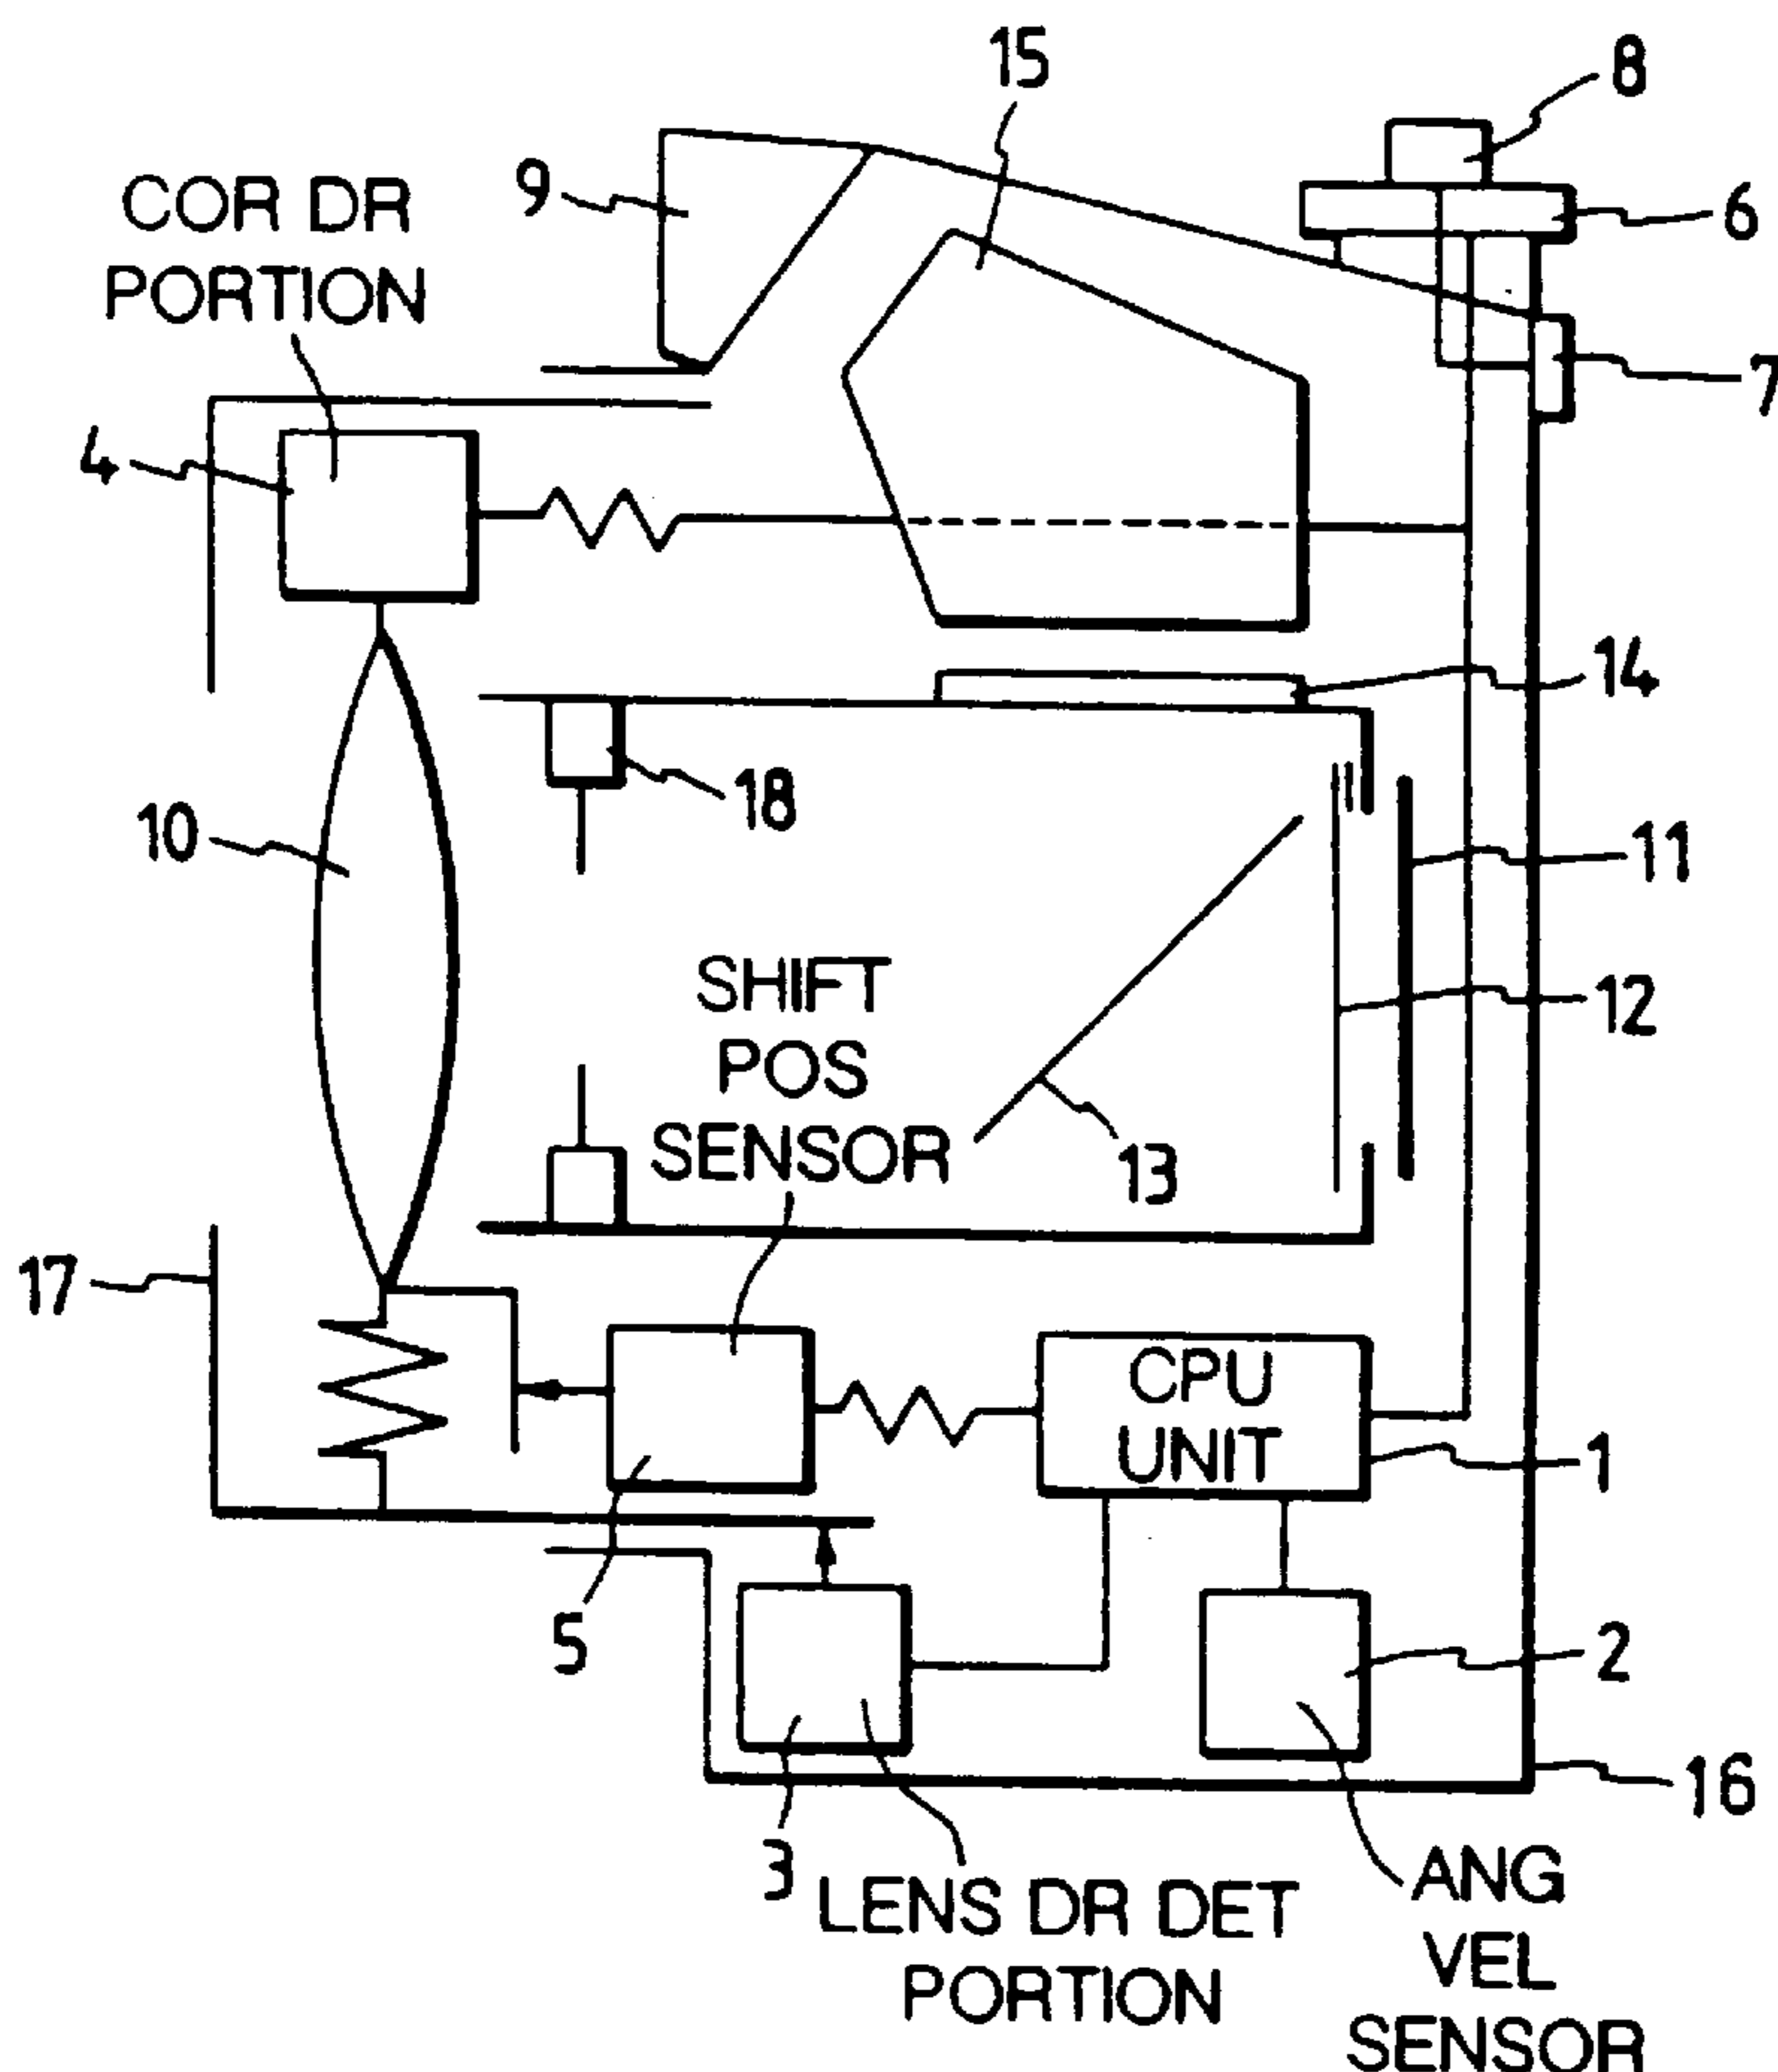 15
8
9
6
COR DR
PORTION
7
4
14
18
10
11
12
SHIFT
POS
SENSOR
13
17
CPU
UNIT
1
5
2
16
3
LENS DR DET
PORTION
ANG
VEL
SENSOR